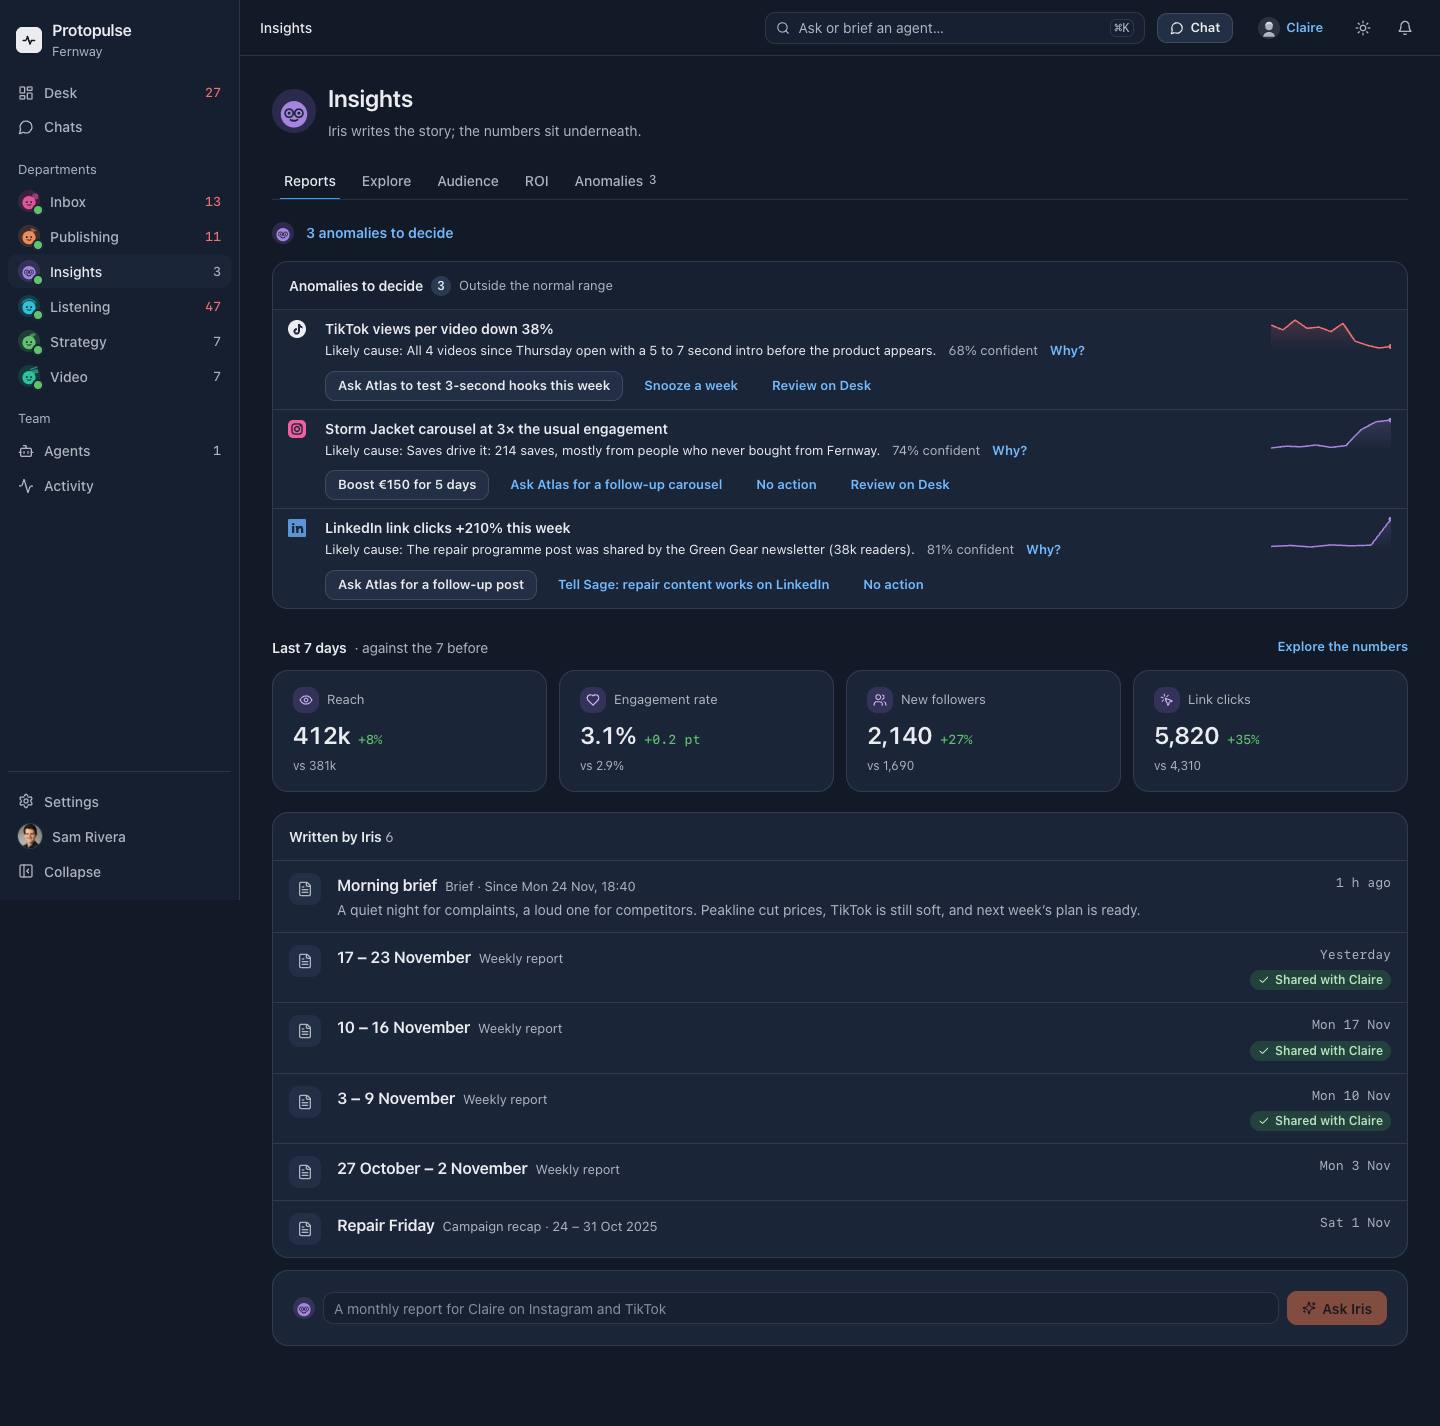 Protopulse
Fernway
Desk 27
Chats
Departments
Inbox 13
Publishing 11
Insights 3
Listening 47
Strategy 7
Video 7
Team
Agents 1
Activity
Settings
Sam Rivera
Collapse
Insights
Ask or brief an agent... ⌘K
Chat
Claire
Insights
Iris writes the story; the numbers sit underneath.
Reports Explore Audience ROI Anomalies 3
3 anomalies to decide
Anomalies to decide 3 Outside the normal range
TikTok views per video down 38%
Likely cause: All 4 videos since Thursday open with a 5 to 7 second intro before the product appears. 68% confident Why?
Ask Atlas to test 3-second hooks this week Snooze a week Review on Desk
Storm Jacket carousel at 3× the usual engagement
Likely cause: Saves drive it: 214 saves, mostly from people who never bought from Fernway. 74% confident Why?
Boost €150 for 5 days Ask Atlas for a follow-up carousel No action Review on Desk
in
LinkedIn link clicks +210% this week
Likely cause: The repair programme post was shared by the Green Gear newsletter (38k readers). 81% confident Why?
Ask Atlas for a follow-up post Tell Sage: repair content works on LinkedIn No action
Last 7 days · against the 7 before Explore the numbers
Reach
412k +8%
vs 381k
Engagement rate
3.1% +0.2 pt
vs 2.9%
New followers
2,140 +27%
vs 1,690
Link clicks
5,820 +35%
vs 4,310
Written by Iris 6
Morning brief Brief · Since Mon 24 Nov, 18:40 1 h ago
A quiet night for complaints, a loud one for competitors. Peakline cut prices, TikTok is still soft, and next week's plan is ready.
17 – 23 November Weekly report Yesterday
Shared with Claire
10 – 16 November Weekly report Mon 17 Nov
Shared with Claire
3 – 9 November Weekly report Mon 10 Nov
Shared with Claire
27 October – 2 November Weekly report Mon 3 Nov
Repair Friday Campaign recap · 24 – 31 Oct 2025 Sat 1 Nov
A monthly report for Claire on Instagram and TikTok
Ask Iris